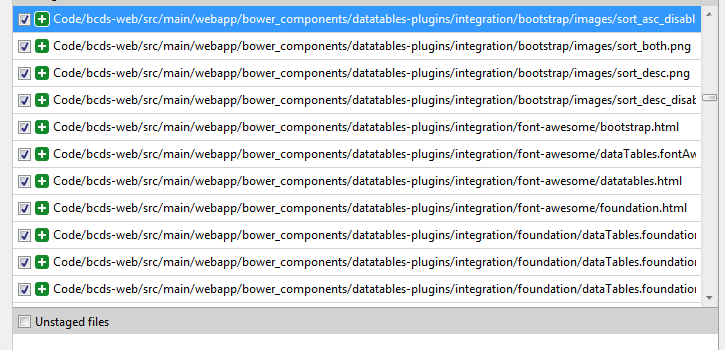 Code/bcds-web/src/main/webapp/bower_components/datatables-plugins/integration/bootstrap/images/sort_asc_disabl
Code/bcds-web/src/main/webapp/bower_components/datatables-plugins/integration/bootstrap/images/sort_both.png
Code/bcds-web/src/main/webapp/bower_components/datatables-plugins/integration/bootstrap/images/sort_desc.png
Code/bcds-web/src/main/webapp/bower_components/datatables-plugins/integration/bootstrap/images/sort_desc_disab
Code/bcds-web/src/main/webapp/bower_components/datatables-plugins/integration/font-awesome/bootstrap.html
Code/bcds-web/src/main/webapp/bower_components/datatables-plugins/integration/font-awesome/dataTables.fontAw
Code/bcds-web/src/main/webapp/bower_components/datatables-plugins/integration/font-awesome/datatables.html
Code/bcds-web/src/main/webapp/bower_components/datatables-plugins/integration/font-awesome/foundation.html
Code/bcds-web/src/main/webapp/bower_components/datatables-plugins/integration/foundation/dataTables.foundation
Code/bcds-web/src/main/webapp/bower_components/datatables-plugins/integration/foundation/dataTables.foundation
Code/bcds-web/src/main/webapp/bower_components/datatables-plugins/integration/foundation/dataTables.foundation
Unstaged files